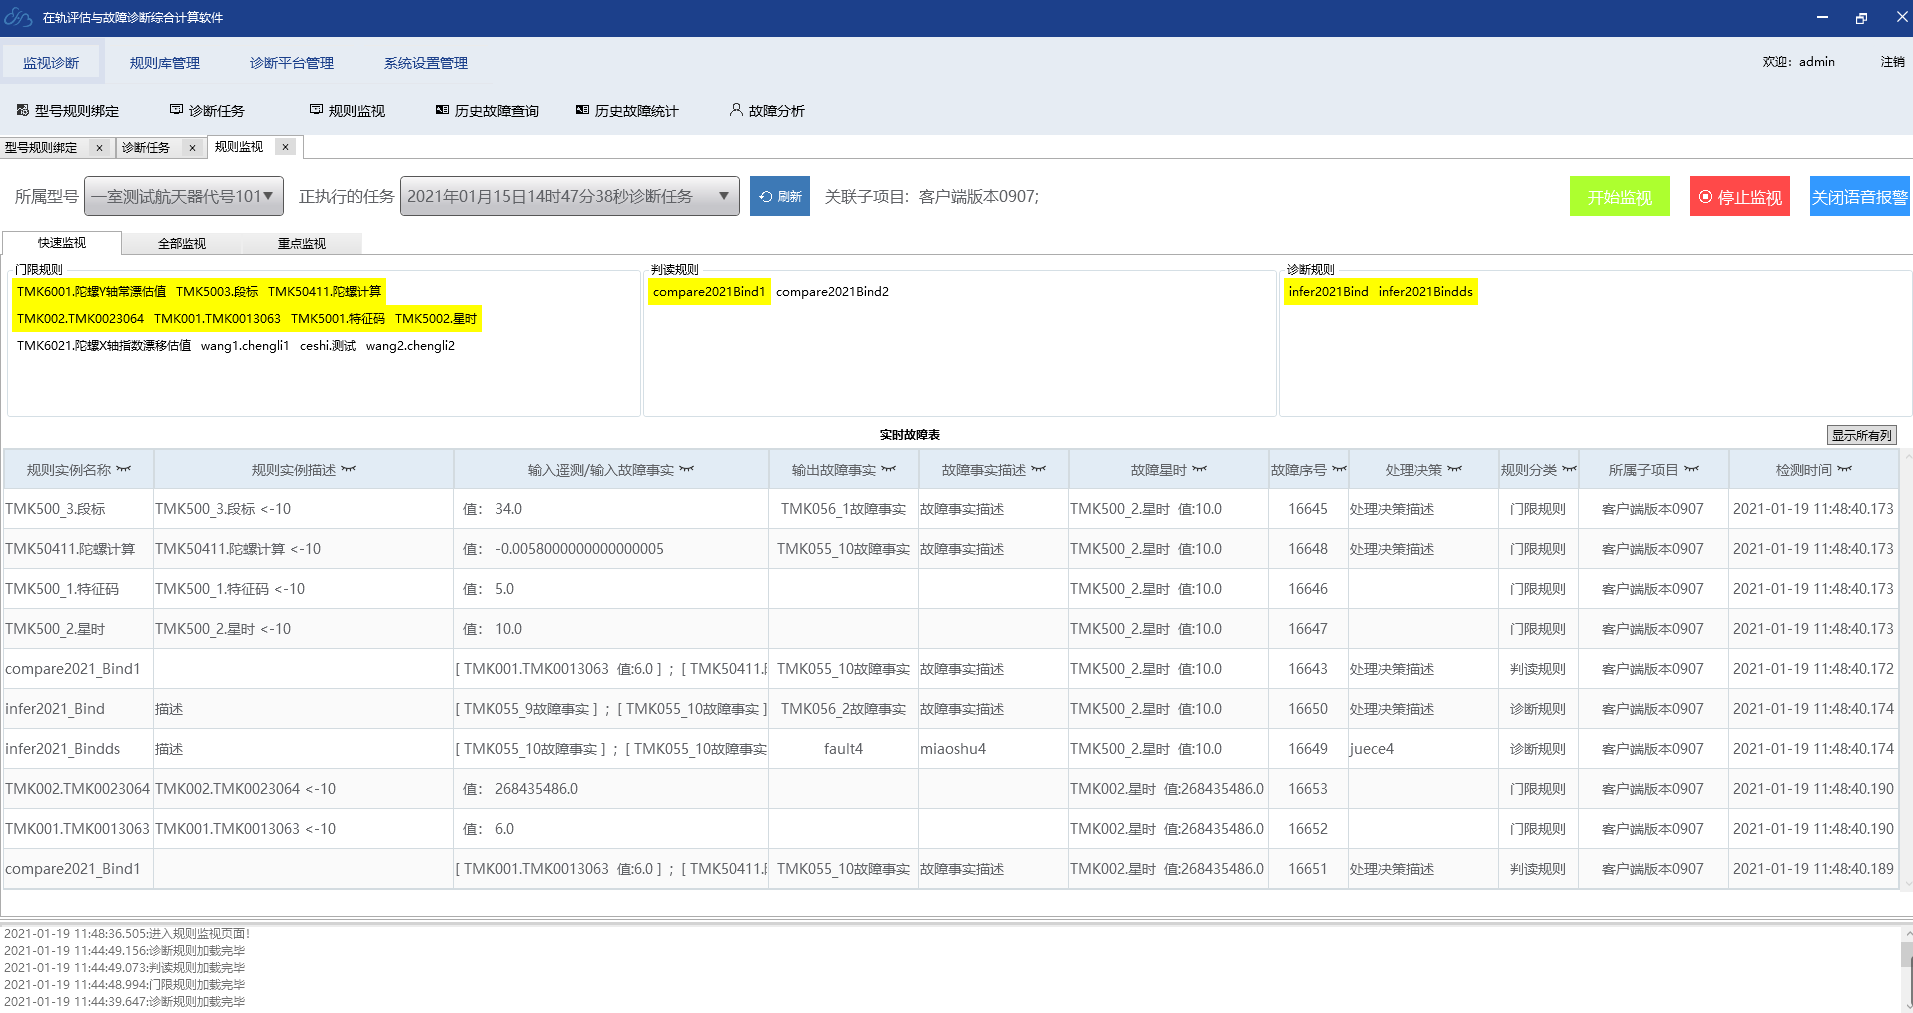 在轨评估与故障诊断综合计算软件
监视诊断 规则库管理 诊断平台管理 系统设置管理 欢迎: admin 注销
型号规则绑定 诊断任务 规则监视 历史故障查询 历史故障统计 故障分析
型号规则绑定 × 诊断任务 × 规则监视 ×
所属型号 一室测试航天器代号101 正执行的任务 2021年01月15日14时47分38秒诊断任务 刷新 关联子项目: 客户端版本0907; 开始监视 停止监视 关闭语音报警
快速监视 全部监视 重点监视
门限规则 判读规则 诊断规则
TMK6001.陀螺Y轴常漂估值 TMK5003.段标 TMK50411.陀螺计算 compare2021Bind1 compare2021Bind2 infer2021Bind infer2021Bindds
TMK002.TMK0023064 TMK001.TMK0013063 TMK5001.特征码 TMK5002.星时
TMK6021.陀螺X轴指数漂移估值 wang1.chengli1 ceshi.测试 wang2.chengli2
实时故障表 显示所有列
规则实例名称 规则实例描述 输入遥测/输入故障事实 输出故障事实 故障事实描述 故障星时 故障序号 处理决策 规则分类 所属子项目 检测时间
TMK500_3.段标 TMK500_3.段标 <-10 值: 34.0 TMK056_1故障事实 故障事实描述 TMK500_2.星时 值:10.0 16645 处理决策描述 门限规则 客户端版本0907 2021-01-19 11:48:40.173
TMK50411.陀螺计算 TMK50411.陀螺计算 <-10 值: -0.0058000000000000005 TMK055_10故障事实 故障事实描述 TMK500_2.星时 值:10.0 16648 处理决策描述 门限规则 客户端版本0907 2021-01-19 11:48:40.173
TMK500_1.特征码 TMK500_1.特征码 <-10 值: 5.0 TMK500_2.星时 值:10.0 16646 门限规则 客户端版本0907 2021-01-19 11:48:40.173
TMK500_2.星时 TMK500_2.星时 <-10 值: 10.0 TMK500_2.星时 值:10.0 16647 门限规则 客户端版本0907 2021-01-19 11:48:40.173
compare2021_Bind1 [ TMK001.TMK0013063 值:6.0 ] ; [ TMK50411. TMK055_10故障事实 故障事实描述 TMK500_2.星时 值:10.0 16643 处理决策描述 判读规则 客户端版本0907 2021-01-19 11:48:40.172
infer2021_Bind 描述 [ TMK055_9故障事实 ] ; [ TMK055_10故障事实 ] TMK056_2故障事实 故障事实描述 TMK500_2.星时 值:10.0 16650 处理决策描述 诊断规则 客户端版本0907 2021-01-19 11:48:40.174
infer2021_Bindds 描述 [ TMK055_10故障事实 ] ; [ TMK055_10故障事实 fault4 miaoshu4 TMK500_2.星时 值:10.0 16649 juece4 诊断规则 客户端版本0907 2021-01-19 11:48:40.174
TMK002.TMK0023064 TMK002.TMK0023064 <-10 值: 268435486.0 TMK002.星时 值:268435486.0 16653 门限规则 客户端版本0907 2021-01-19 11:48:40.190
TMK001.TMK0013063 TMK001.TMK0013063 <-10 值: 6.0 TMK002.星时 值:268435486.0 16652 门限规则 客户端版本0907 2021-01-19 11:48:40.190
compare2021_Bind1 [ TMK001.TMK0013063 值:6.0 ] ; [ TMK50411. TMK055_10故障事实 故障事实描述 TMK002.星时 值:268435486.0 16651 处理决策描述 判读规则 客户端版本0907 2021-01-19 11:48:40.189
2021-01-19 11:48:36.505:进入规则监视页面!
2021-01-19 11:44:49.156:诊断规则加载完毕
2021-01-19 11:44:49.073:判读规则加载完毕
2021-01-19 11:44:48.994:门限规则加载完毕
2021-01-19 11:44:39.647:诊断规则加载完毕